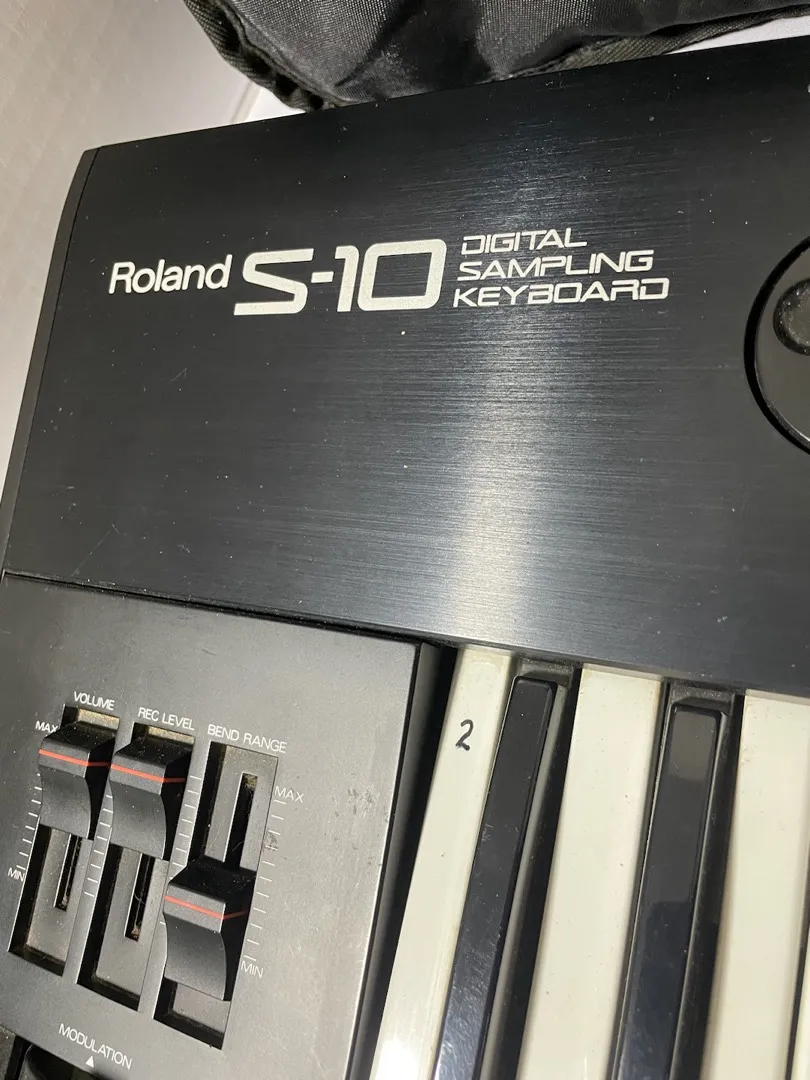 Roland S-10 DIGITAL
SAMPLING
KEYBOARD
VOLUME
REC LEVEL
BEND RANGE
MAX
MAX
MIN
MIN
2
MODULATION